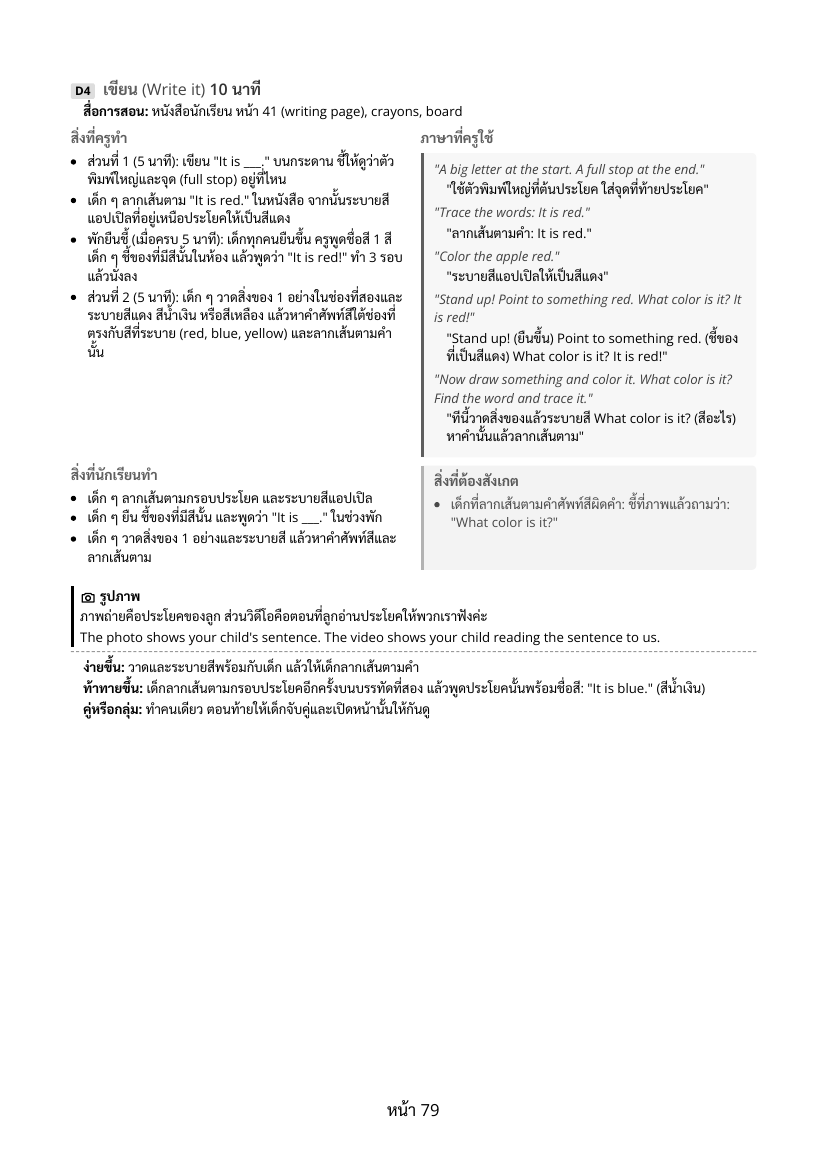 D4 เขียน (Write it) 10 นาที
สื่อการสอน: หนังสือนักเรียน หน้า 41 (writing page), crayons, board
สิ่งที่ครูทำ
• ส่วนที่ 1 (5 นาที): เขียน "It is ___." บนกระดาน ชี้ให้ดูว่าตัว
พิมพ์ใหญ่และจุด (full stop) อยู่ที่ไหน
• เด็ก ๆ ลากเส้นตาม "It is red." ในหนังสือ จากนั้นระบายสี
แอปเปิลที่อยู่เหนือประโยคให้เป็นสีแดง
• พักยืนชี้ (เมื่อครบ 5 นาที): เด็กทุกคนยืนขึ้น ครูพูดชื่อสี 1 สี
เด็ก ๆ ชี้ของที่มีสีนั้นในห้อง แล้วพูดว่า "It is red!" ทำ 3 รอบ
แล้วนั่งลง
• ส่วนที่ 2 (5 นาที): เด็ก ๆ วาดสิ่งของ 1 อย่างในช่องที่สองและ
ระบายสีแดง สีน้ำเงิน หรือสีเหลือง แล้วหาคำศัพท์สีใต้ช่องที่
ตรงกับสีที่ระบาย (red, blue, yellow) และลากเส้นตามคำ
นั้น
ภาษาที่ครูใช้
"A big letter at the start. A full stop at the end."
"ใช้ตัวพิมพ์ใหญ่ที่ต้นประโยค ใส่จุดที่ท้ายประโยค"
"Trace the words: It is red."
"ลากเส้นตามคำ: It is red."
"Color the apple red."
"ระบายสีแอปเปิลให้เป็นสีแดง"
"Stand up! Point to something red. What color is it? It
is red!"
"Stand up! (ยืนขึ้น) Point to something red. (ชี้ของ
ที่เป็นสีแดง) What color is it? It is red!"
"Now draw something and color it. What color is it?
Find the word and trace it."
"ทีนี้วาดสิ่งของแล้วระบายสี What color is it? (สีอะไร)
หาคำนั้นแล้วลากเส้นตาม"
สิ่งที่นักเรียนทำ
• เด็ก ๆ ลากเส้นตามกรอบประโยค และระบายสีแอปเปิล
• เด็ก ๆ ยืน ชี้ของที่มีสีนั้น และพูดว่า "It is ___." ในช่วงพัก
• เด็ก ๆ วาดสิ่งของ 1 อย่างและระบายสี แล้วหาคำศัพท์สีและ
ลากเส้นตาม
สิ่งที่ต้องสังเกต
• เด็กที่ลากเส้นตามคำศัพท์สีผิดคำ: ชี้ที่ภาพแล้วถามว่า:
"What color is it?"
รูปภาพ
ภาพถ่ายคือประโยคของลูก ส่วนวิดีโอคือตอนที่ลูกอ่านประโยคให้พวกเราฟังค่ะ
The photo shows your child's sentence. The video shows your child reading the sentence to us.
ง่ายขึ้น: วาดและระบายสีพร้อมกับเด็ก แล้วให้เด็กลากเส้นตามคำ
ท้าทายขึ้น: เด็กลากเส้นตามกรอบประโยคอีกครั้งบนบรรทัดที่สอง แล้วพูดประโยคนั้นพร้อมชื่อสี: "It is blue." (สีน้ำเงิน)
คู่หรือกลุ่ม: ทำคนเดียว ตอนท้ายให้เด็กจับคู่และเปิดหน้านั้นให้กันดู
หน้า 79